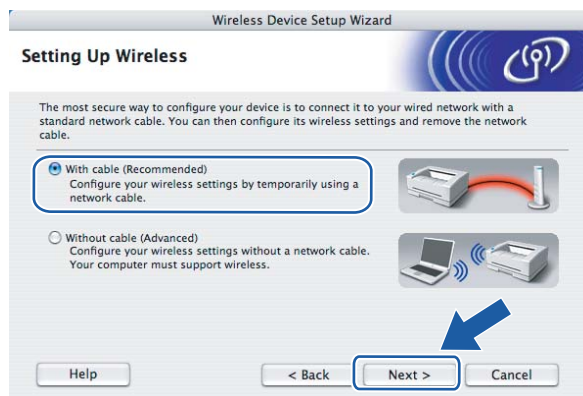 Wireless Device Setup Wizard
Setting Up Wireless
The most secure way to configure your device is to connect it to your wired network with a
standard network cable. You can then configure its wireless settings and remove the network
cable.
With cable (Recommended)
Configure your wireless settings by temporarily using a
network cable.
Without cable (Advanced)
Configure your wireless settings without a network cable.
Your computer must support wireless.
Help
< Back
Next >
Cancel